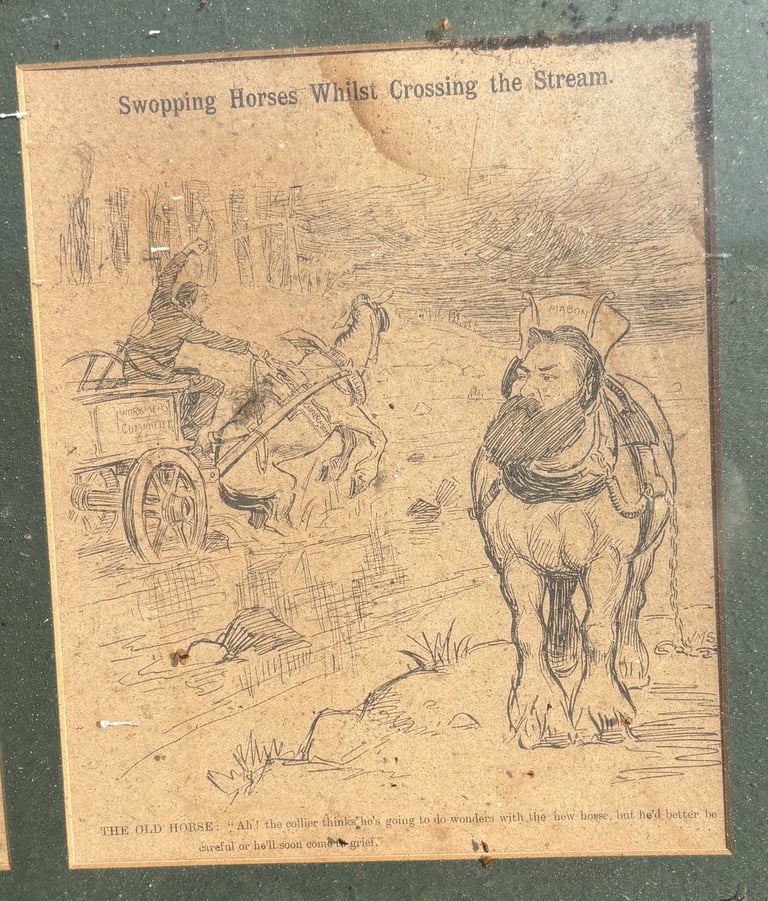 Swopping Horses Whilst Crossing the Stream.
MABON
WORKMEN'S
COMMITTEE
JMS
THE OLD HORSE: "Ah! the collier thinks he's going to do wonders with the new horse, but he'd better be
careful or he'll soon come to grief."